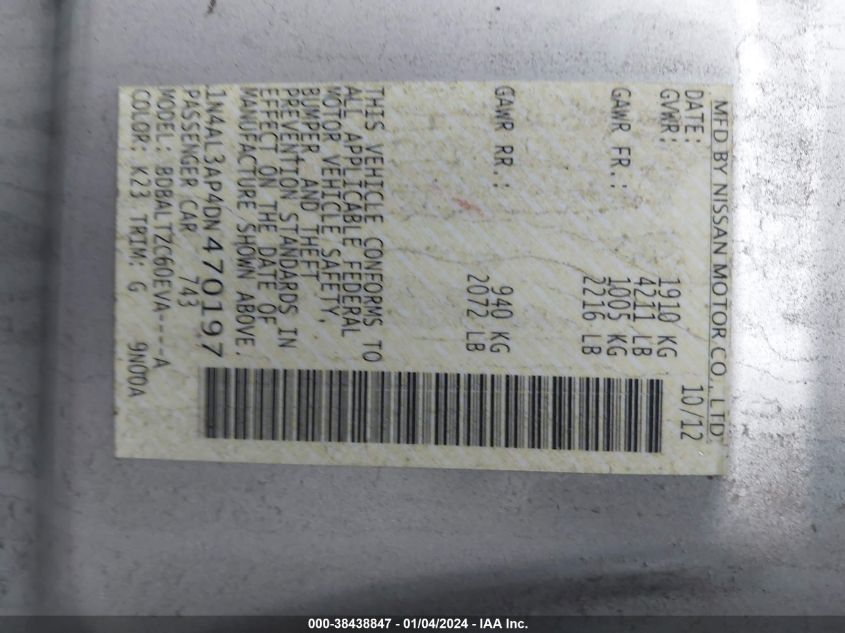 MFD BY NISSAN MOTOR CO., LTD
DATE: 10/12
GVWR: 1910 KG
4211 LB
GAWR FR.: 1005 KG
2216 LB
GAWR RR.: 940 KG
2072 LB
THIS VEHICLE CONFORMS TO
ALL APPLICABLE FEDERAL
MOTOR VEHICLE SAFETY,
BUMPER AND THEFT
PREVENTION STANDARDS IN
EFFECT ON THE DATE OF
MANUFACTURE SHOWN ABOVE.
1N4AL3AP4DN470197
PASSENGER CAR 743
MODEL: BDBALTZC60EVA---A
COLOR: K23 TRIM: G 9N00A
000-38438847 - 01/04/2024 - IAA Inc.